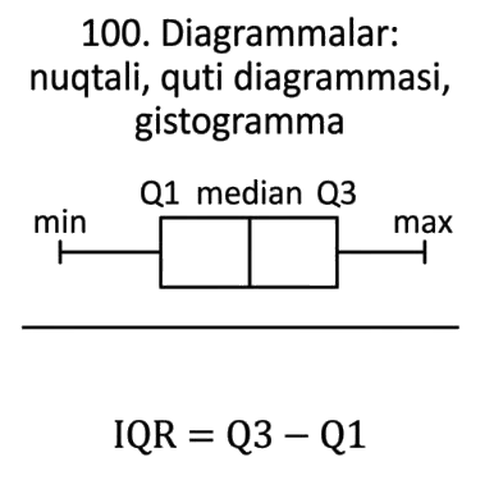 100. Diagrammalar:
nuqtali, quti diagrammasi,
gistogramma
Q1 median Q3
min max
IQR = Q3 − Q1